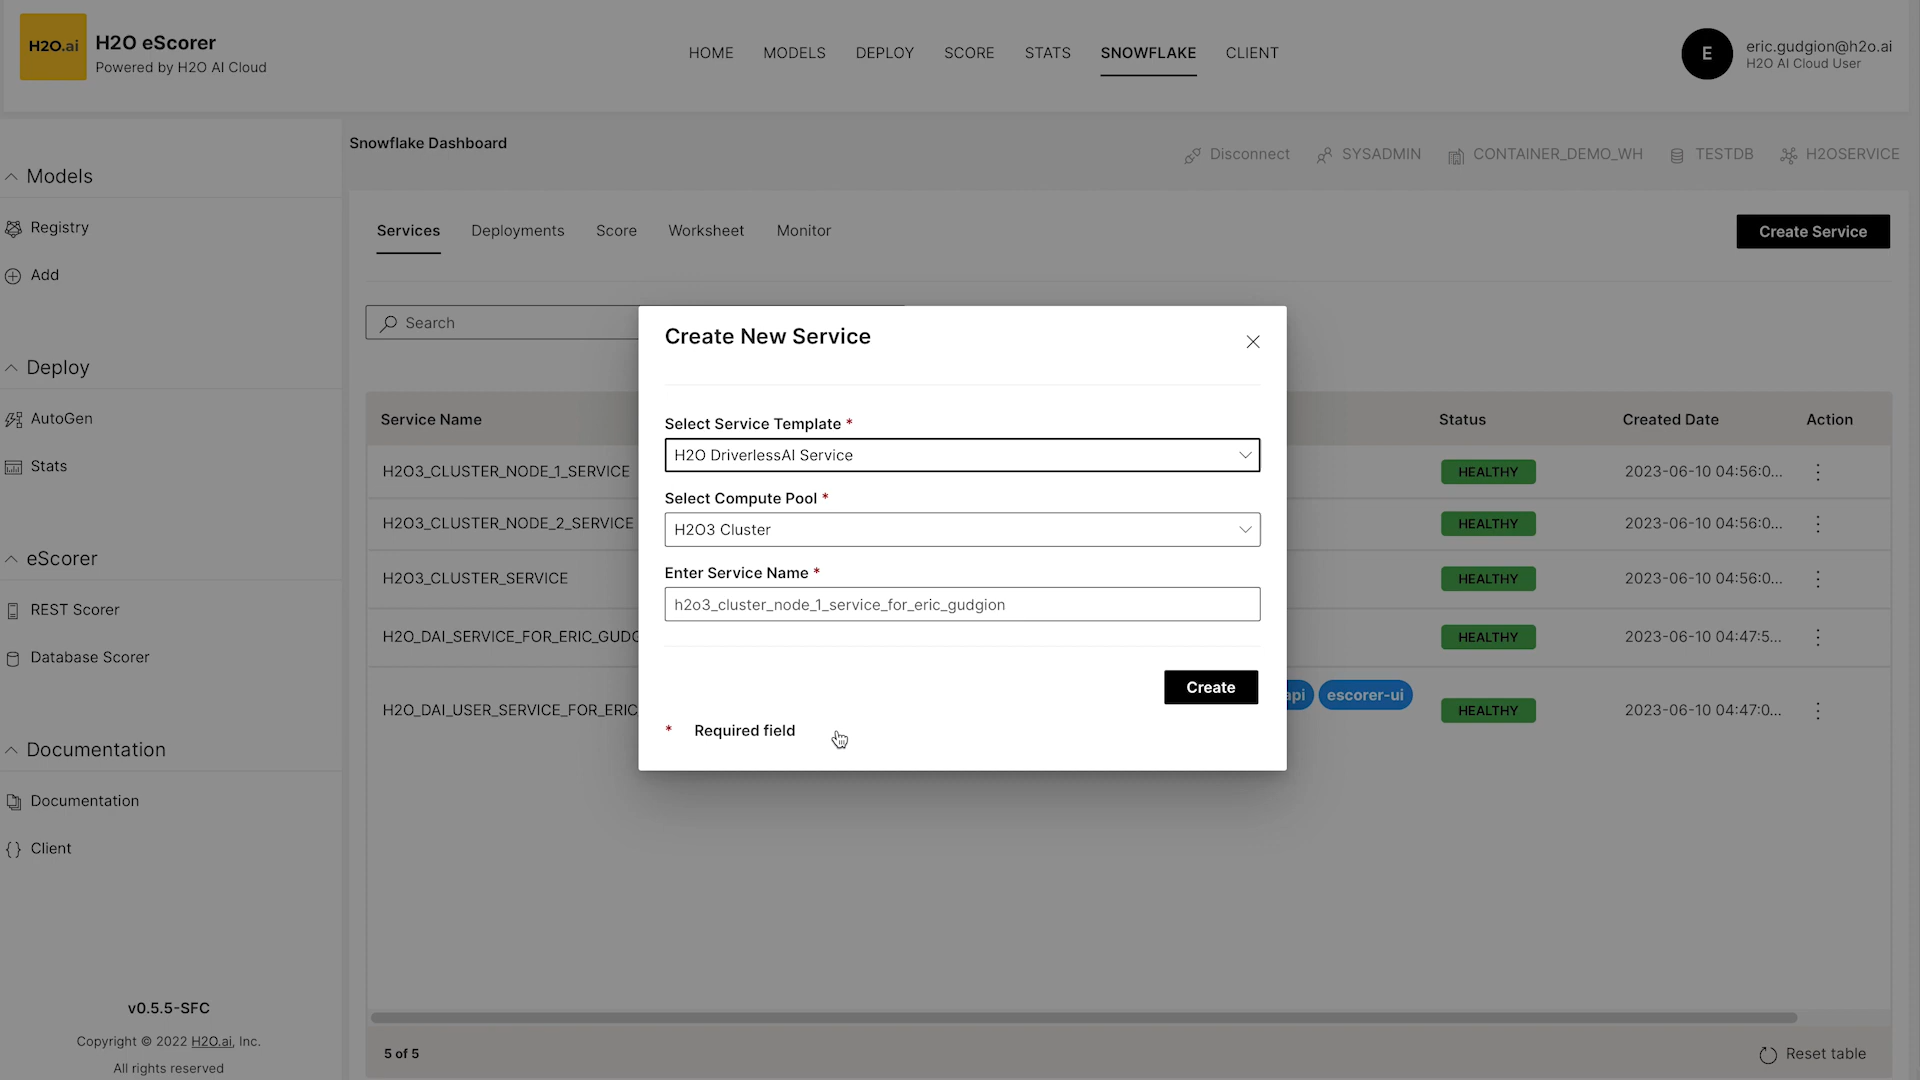 H2O.ai
H2O eScorer
Powered by H2O AI Cloud
HOME MODELS DEPLOY SCORE STATS SNOWFLAKE CLIENT
E
eric.gudgion@h2o.ai
H2O AI Cloud User
Models
Registry
Add
Deploy
AutoGen
Stats
eScorer
REST Scorer
Database Scorer
Documentation
Documentation
Client
v0.5.5-SFC
Copyright © 2022 H2O.ai, Inc.
All rights reserved
Snowflake Dashboard
Disconnect SYSADMIN CONTAINER_DEMO_WH TESTDB H2OSERVICE
Services Deployments Score Worksheet Monitor
Create Service
Search
Service Name Status Created Date Action
H2O3_CLUSTER_NODE_1_SERVICE HEALTHY 2023-06-10 04:56:0...
H2O3_CLUSTER_NODE_2_SERVICE HEALTHY 2023-06-10 04:56:0...
H2O3_CLUSTER_SERVICE HEALTHY 2023-06-10 04:56:0...
H2O_DAI_SERVICE_FOR_ERIC_GUDG HEALTHY 2023-06-10 04:47:5...
H2O_DAI_USER_SERVICE_FOR_ERIC api escorer-ui HEALTHY 2023-06-10 04:47:0...
Create New Service
Select Service Template *
H2O DriverlessAI Service
Select Compute Pool *
H2O3 Cluster
Enter Service Name *
h2o3_cluster_node_1_service_for_eric_gudgion
Create
* Required field
5 of 5
Reset table